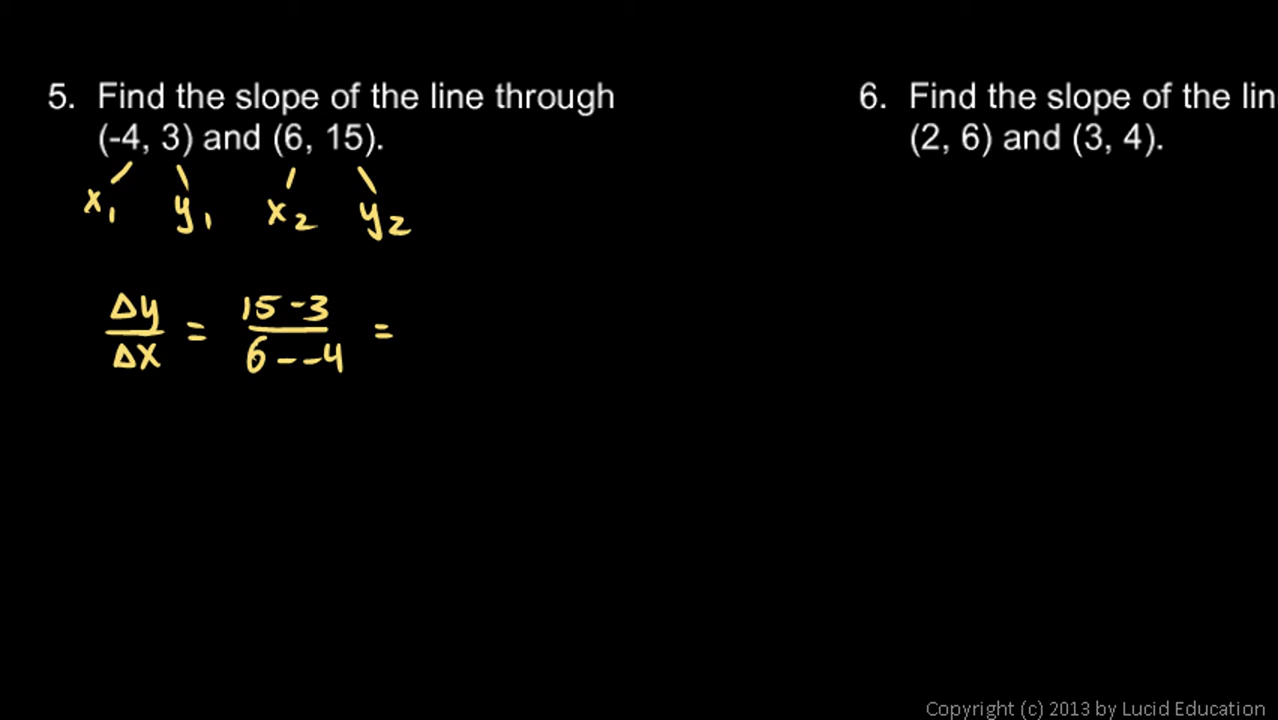 5. Find the slope of the line through
(-4, 3) and (6, 15).
x₁ y₁ x₂ y₂
Δy/Δx = 15-3/6--4 =
6. Find the slope of the lin
(2, 6) and (3, 4).
Copyright (c) 2013 by Lucid Education